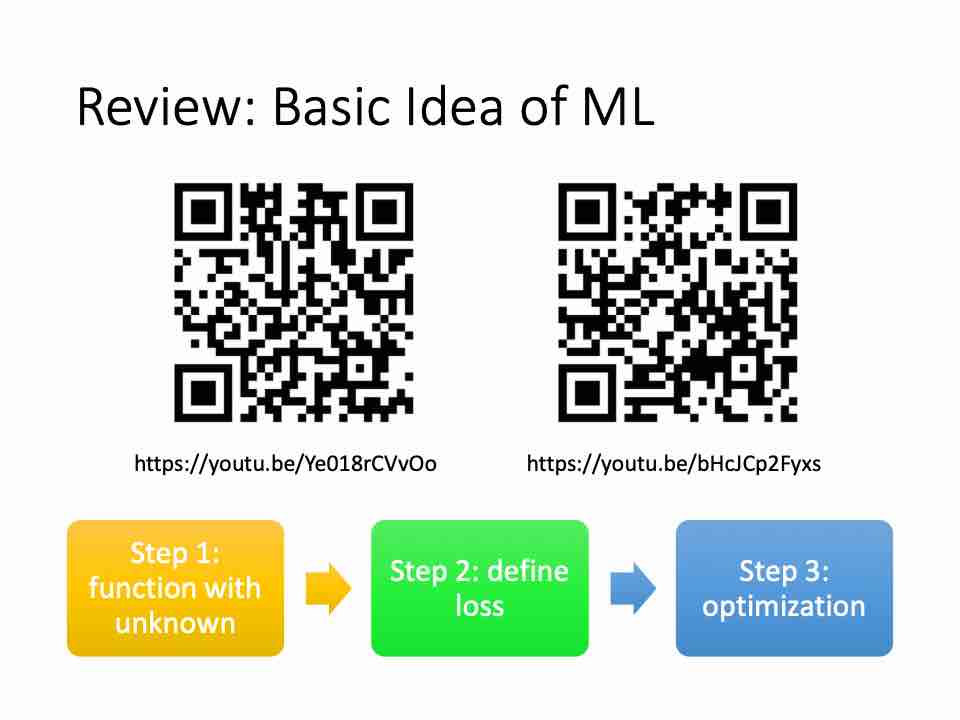 Review: Basic Idea of ML
https://youtu.be/Ye018rCVvOo
https://youtu.be/bHcJCp2Fyxs
Step 1:
function with
unknown
Step 2: define
loss
Step 3:
optimization